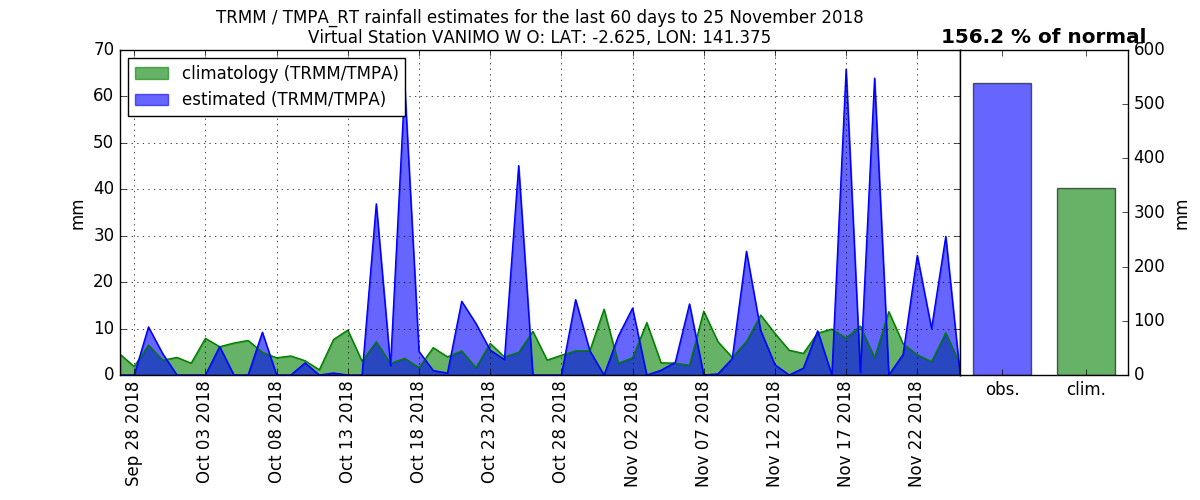 TRMM / TMPA_RT rainfall estimates for the last 60 days to 25 November 2018
Virtual Station VANIMO W O: LAT: -2.625, LON: 141.375
156.2 % of normal
climatology (TRMM/TMPA)
estimated (TRMM/TMPA)
mm
70
60
50
40
30
20
10
0
Sep 28 2018
Oct 03 2018
Oct 08 2018
Oct 13 2018
Oct 18 2018
Oct 23 2018
Oct 28 2018
Nov 02 2018
Nov 07 2018
Nov 12 2018
Nov 17 2018
Nov 22 2018
obs.
clim.
600
500
400
300
200
100
0
mm